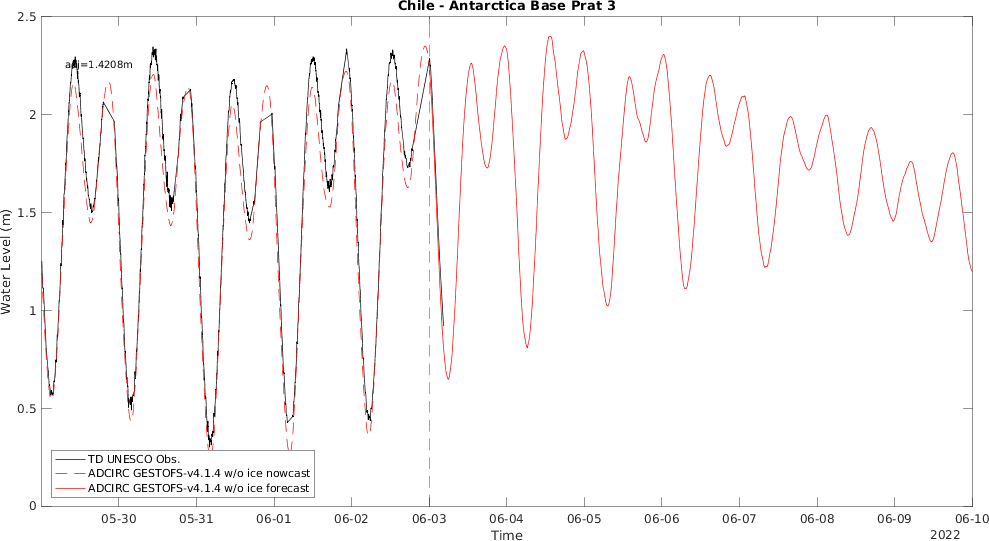 Chile - Antarctica Base Prat 3
2.5
2
1.5
1
0.5
0
Water Level (m)
adj=1.4208m
TD UNESCO Obs.
ADCIRC GESTOFS-v4.1.4 w/o ice nowcast
ADCIRC GESTOFS-v4.1.4 w/o ice forecast
05-30 05-31 06-01 06-02 06-03 06-04 06-05 06-06 06-07 06-08 06-09 06-10
Time
2022